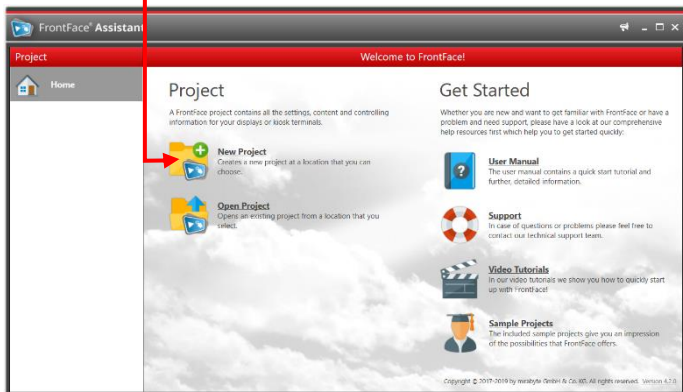 FrontFace® Assistant
Project
Welcome to FrontFace!
Home
Project
A FrontFace project contains all the settings, content and controlling
information for your displays or kiosk terminals.
New Project
Creates a new project at a location that you can
choose.
Open Project
Opens an existing project from a location that you
select.
Get Started
Whether you are new and want to get familiar with FrontFace or have a
problem and need support, please have a look at our comprehensive
help resources first which help you to get started quickly:
User Manual
The user manual contains a quick start tutorial and
further, detailed information.
Support
In case of questions or problems please feel free to
contact our technical support team.
Video Tutorials
In our video tutorials we show you how to quickly start
up with FrontFace!
Sample Projects
The included sample projects give you an impression
of the possibilities that FrontFace offers.
Copyright © 2017-2019 by mirabyte GmbH & Co. KG. All rights reserved. Version 4.2.0